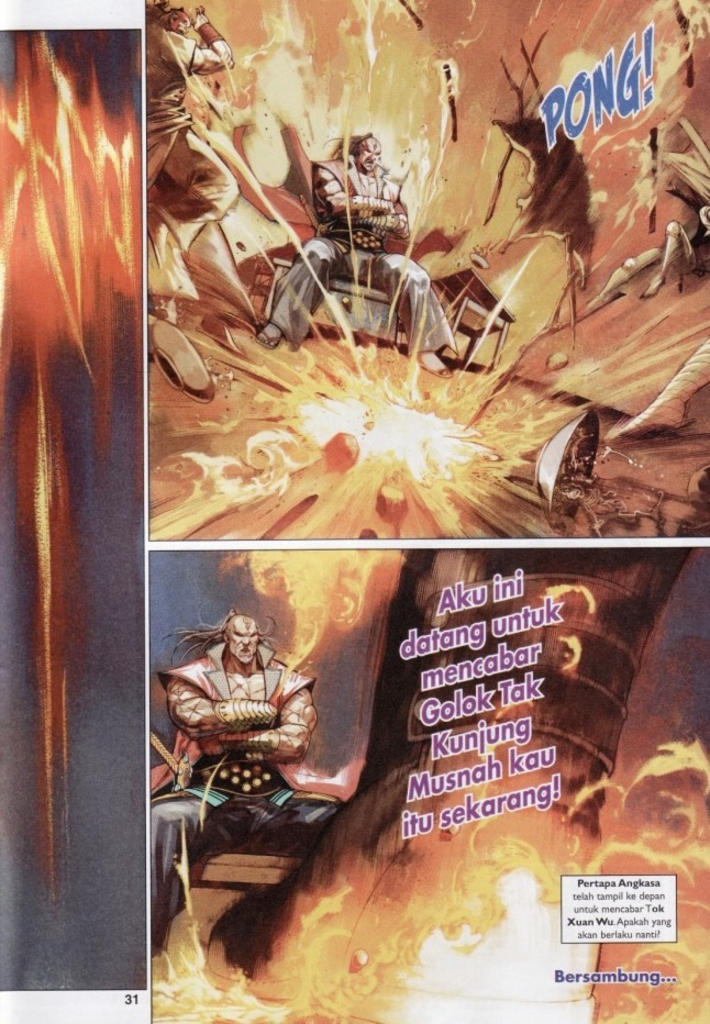 PONG!
Aku ini
datang untuk
mencabar
Golok Tak
Kunjung
Musnah kau
itu sekarang!
Pertapa Angkasa
telah tampil ke depan
untuk mencabar Tok
Xuan Wu. Apakah yang
akan berlaku nanti?
Bersambung...
31